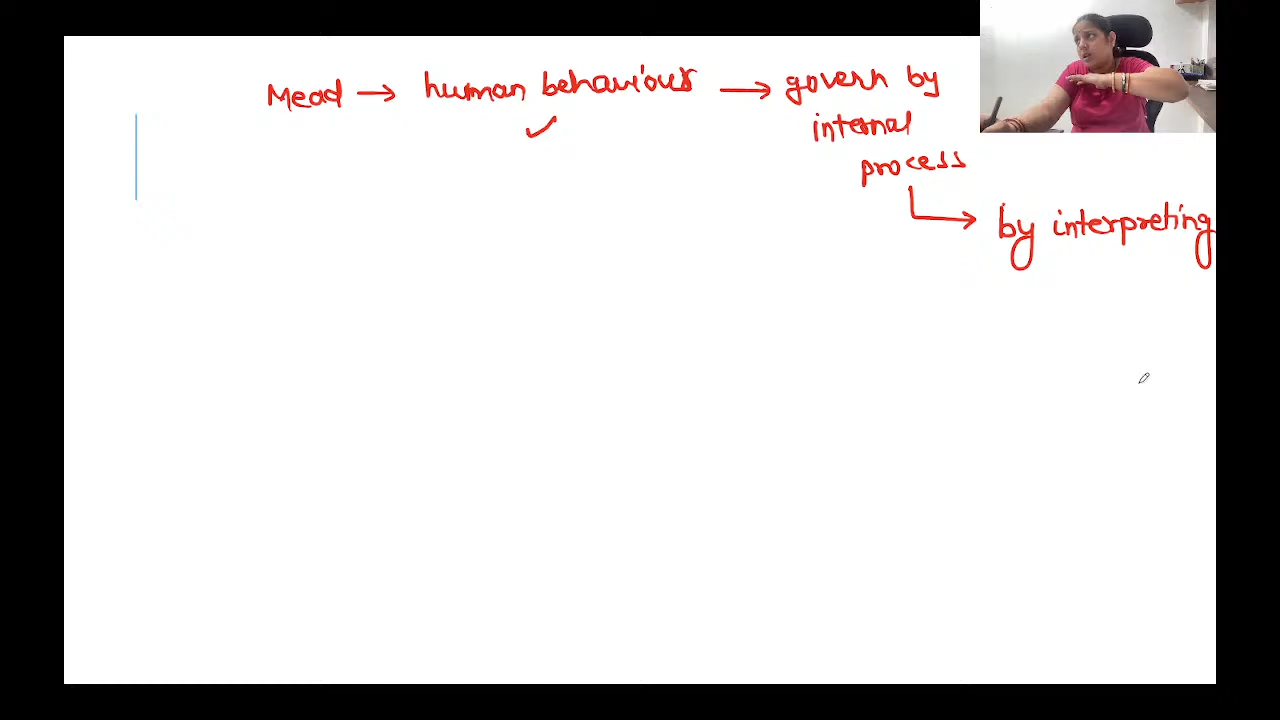 Mead → human behaviour → govern by
internal
process
by interpreting